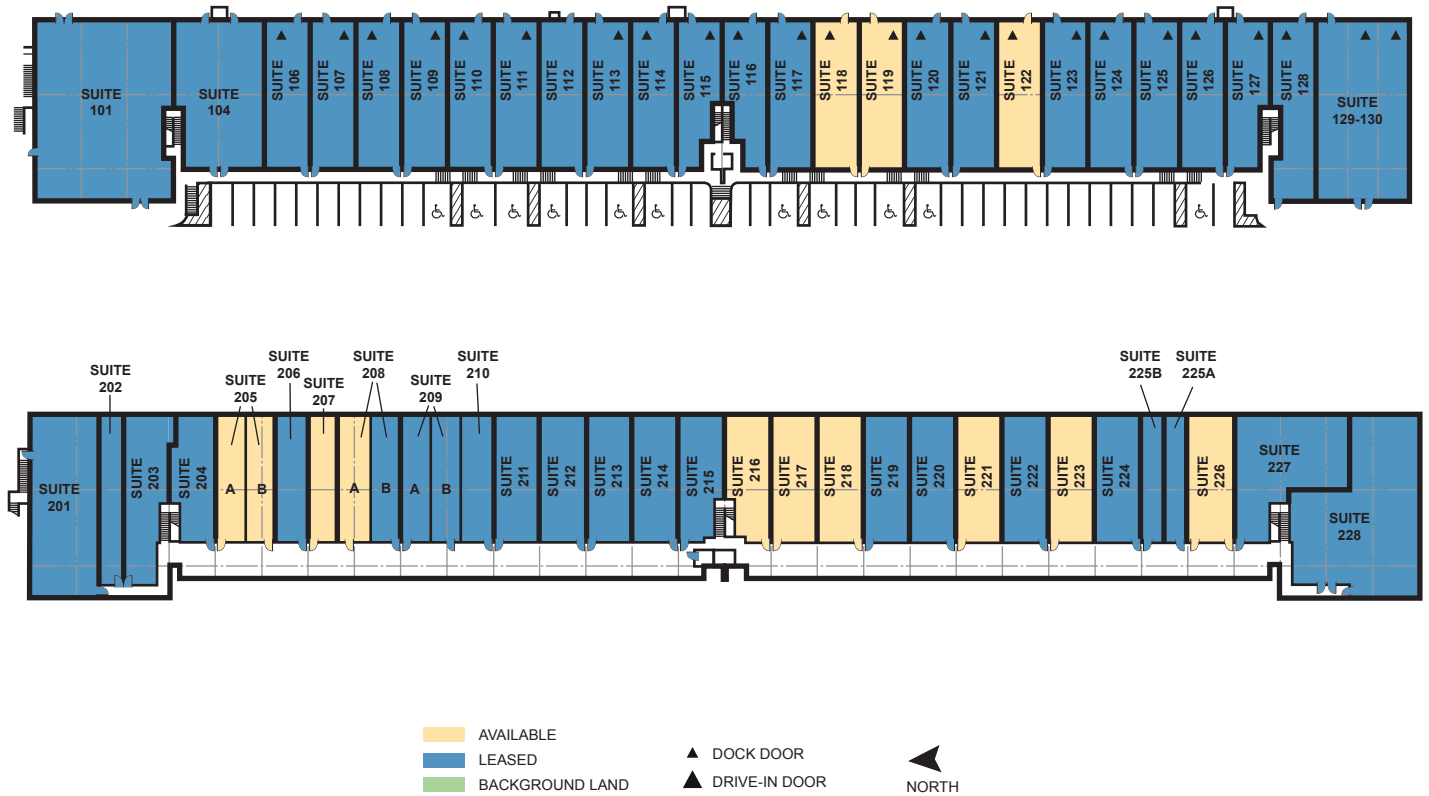 SUITE
101
SUITE
104
SUITE
106
SUITE
107
SUITE
108
SUITE
109
SUITE
110
SUITE
111
SUITE
112
SUITE
113
SUITE
114
SUITE
115
SUITE
116
SUITE
117
SUITE
118
SUITE
119
SUITE
120
SUITE
121
SUITE
122
SUITE
123
SUITE
124
SUITE
125
SUITE
126
SUITE
127
SUITE
128
SUITE
129-130
SUITE
202
SUITE
205
SUITE
206
SUITE
207
SUITE
208
SUITE
209
SUITE
210
SUITE
225B
SUITE
225A
SUITE
201
SUITE
203
SUITE
204
A
B
A
B
A
B
SUITE
211
SUITE
212
SUITE
213
SUITE
214
SUITE
215
SUITE
216
SUITE
217
SUITE
218
SUITE
219
SUITE
220
SUITE
221
SUITE
222
SUITE
223
SUITE
224
SUITE
226
SUITE
227
SUITE
228
AVAILABLE
LEASED
BACKGROUND LAND
DOCK DOOR
DRIVE-IN DOOR
NORTH